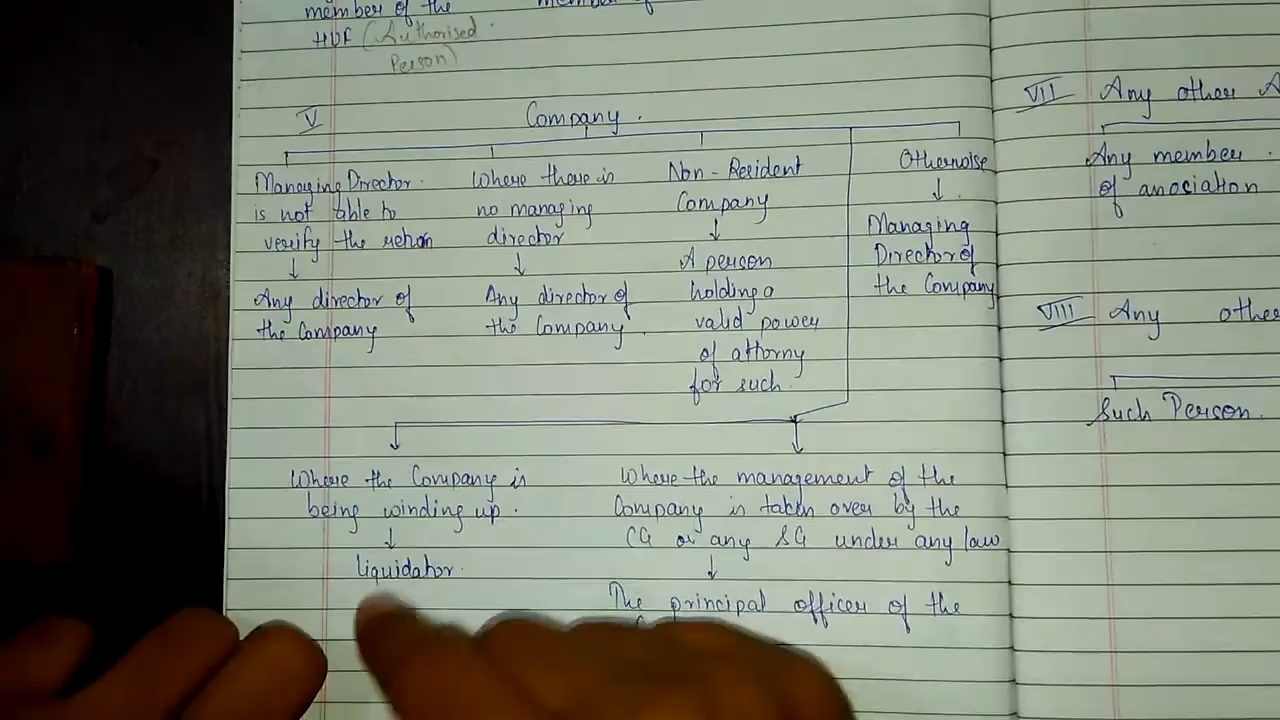 member of the
HUF (Authorised
Person)
V
Company.
Managing Director
is not able to
verify the return
↓
Any director of
the Company
Where there is
no managing
director
↓
Any director of
the Company.
Non-Resident
Company
↓
A person
holding a
valid power
of attorny
for such.
Otherwise
↓
Managing
Director of
the Company
Where the Company is
being winding up.
↓
liquidator.
Where the management of the
Company is taken over by the
CG or any SG under any law
↓
The principal officer of the
VII Any other A
Any member
of association
VIII Any othe
Such Person.